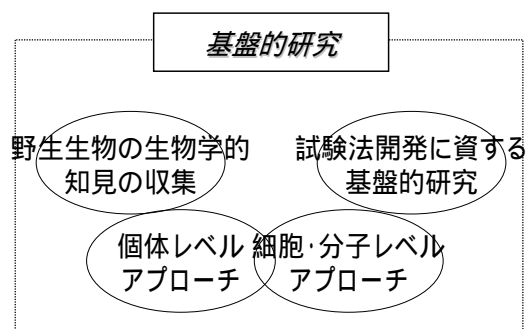 基盤的研究
野生生物の生物学的
知見の収集
試験法開発に資する
基盤的研究
個体レベル
アプローチ
細胞・分子レベル
アプローチ